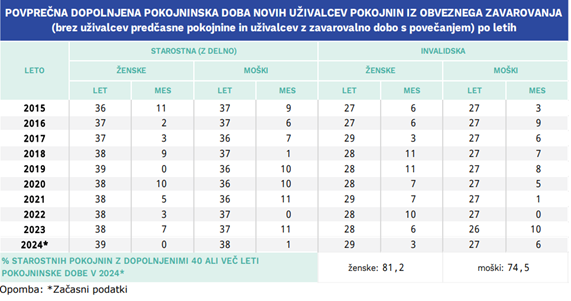 POVPREČNA DOPOLNJENA POKOJNINSKA DOBA NOVIH UŽIVALCEV POKOJNIN IZ OBVEZNEGA ZAVAROVANJA
(brez uživalcev predčasne pokojnine in uživalcev z zavarovalno dobo s povečanjem) po letih
LETO STAROSTNA (Z DELNO) INVALIDSKA
ŽENSKE MOŠKI ŽENSKE MOŠKI
LET MES LET MES LET MES LET MES
2015 36 11 37 9 27 6 27 3
2016 37 2 37 6 27 6 27 9
2017 37 3 36 7 29 3 27 6
2018 38 9 37 1 28 11 27 7
2019 39 0 36 10 28 11 27 8
2020 38 10 36 10 28 7 27 5
2021 38 5 36 11 28 7 27 1
2022 38 3 37 0 28 10 27 0
2023 38 7 37 11 28 6 26 10
2024* 39 0 38 1 29 3 27 6
% STAROSTNIH POKOJNIN Z DOPOLNJENIMI 40 ALI VEČ LETI
POKOJNINSKE DOBE V 2024* ženske: 81,2 moški: 74,5
Opomba: *Začasni podatki